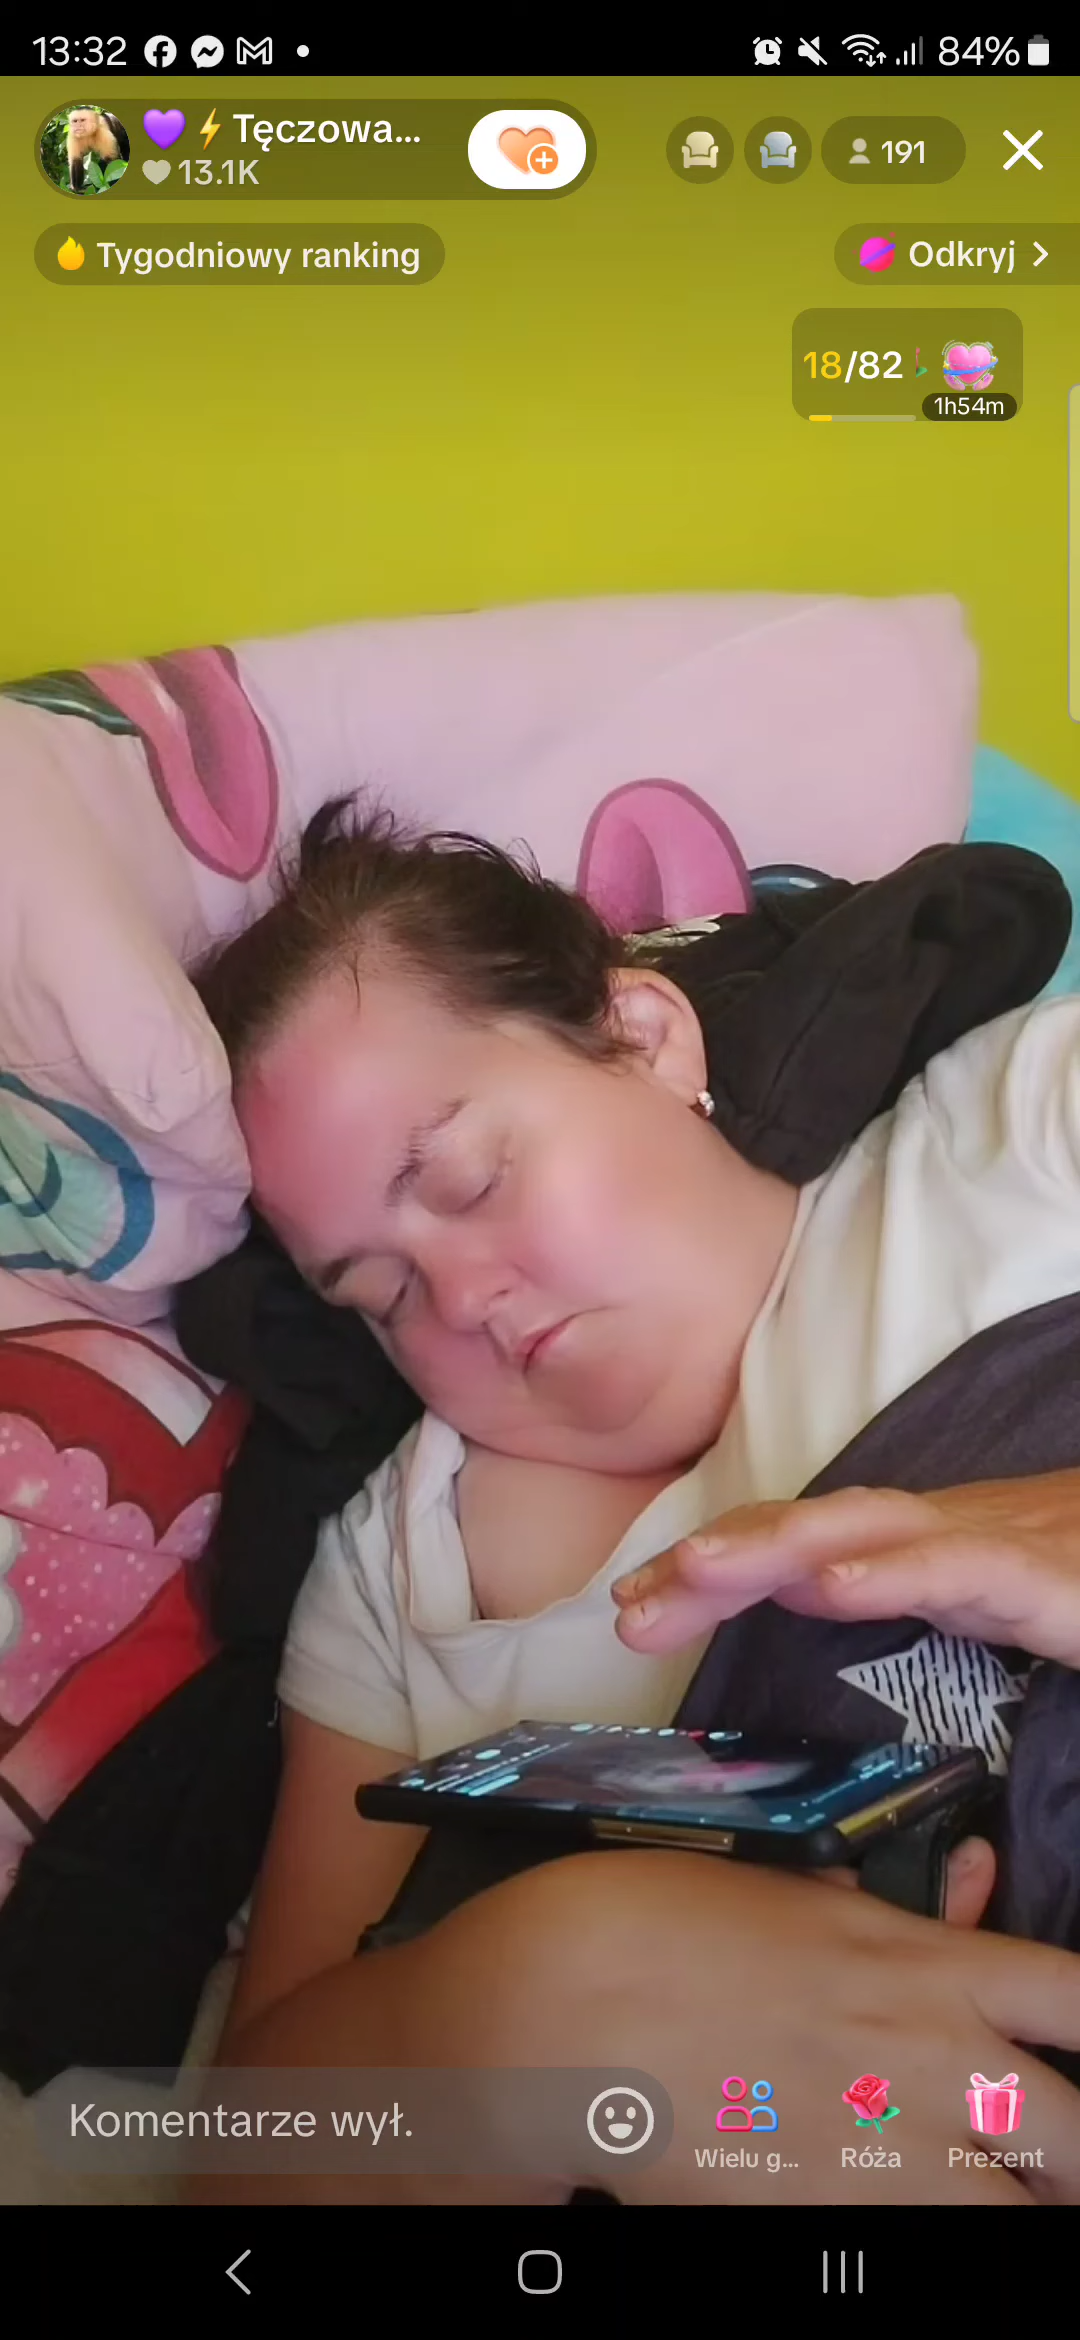 13:32
84%
Tęczowa...
13.1K
191
Tygodniowy ranking
Odkryj
18/82
1h54m
Komentarze wył.
Wielu g...
Róża
Prezent